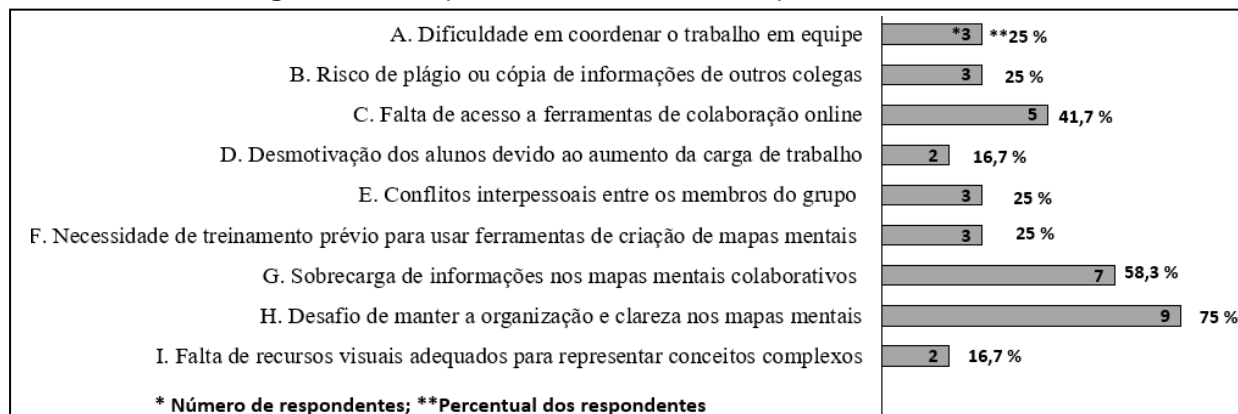 A. Dificuldade em coordenar o trabalho em equipe *3 **25 %
B. Risco de plágio ou cópia de informações de outros colegas 3 25 %
C. Falta de acesso a ferramentas de colaboração online 5 41,7 %
D. Desmotivação dos alunos devido ao aumento da carga de trabalho 2 16,7 %
E. Conflitos interpessoais entre os membros do grupo 3 25 %
F. Necessidade de treinamento prévio para usar ferramentas de criação de mapas mentais 3 25 %
G. Sobrecarga de informações nos mapas mentais colaborativos 7 58,3 %
H. Desafio de manter a organização e clareza nos mapas mentais 9 75 %
I. Falta de recursos visuais adequados para representar conceitos complexos 2 16,7 %
* Número de respondentes; **Percentual dos respondentes